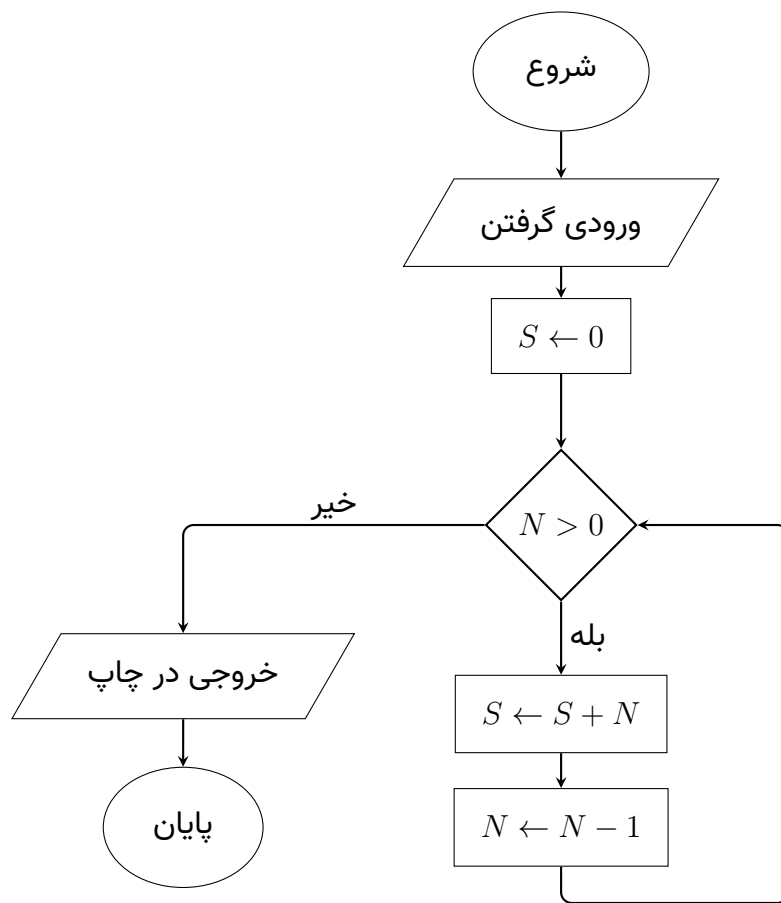 شروع
ورودی گرفتن
S ← 0
N > 0
خیر
بله
خروجی در چاپ
S ← S + N
پایان
N ← N − 1